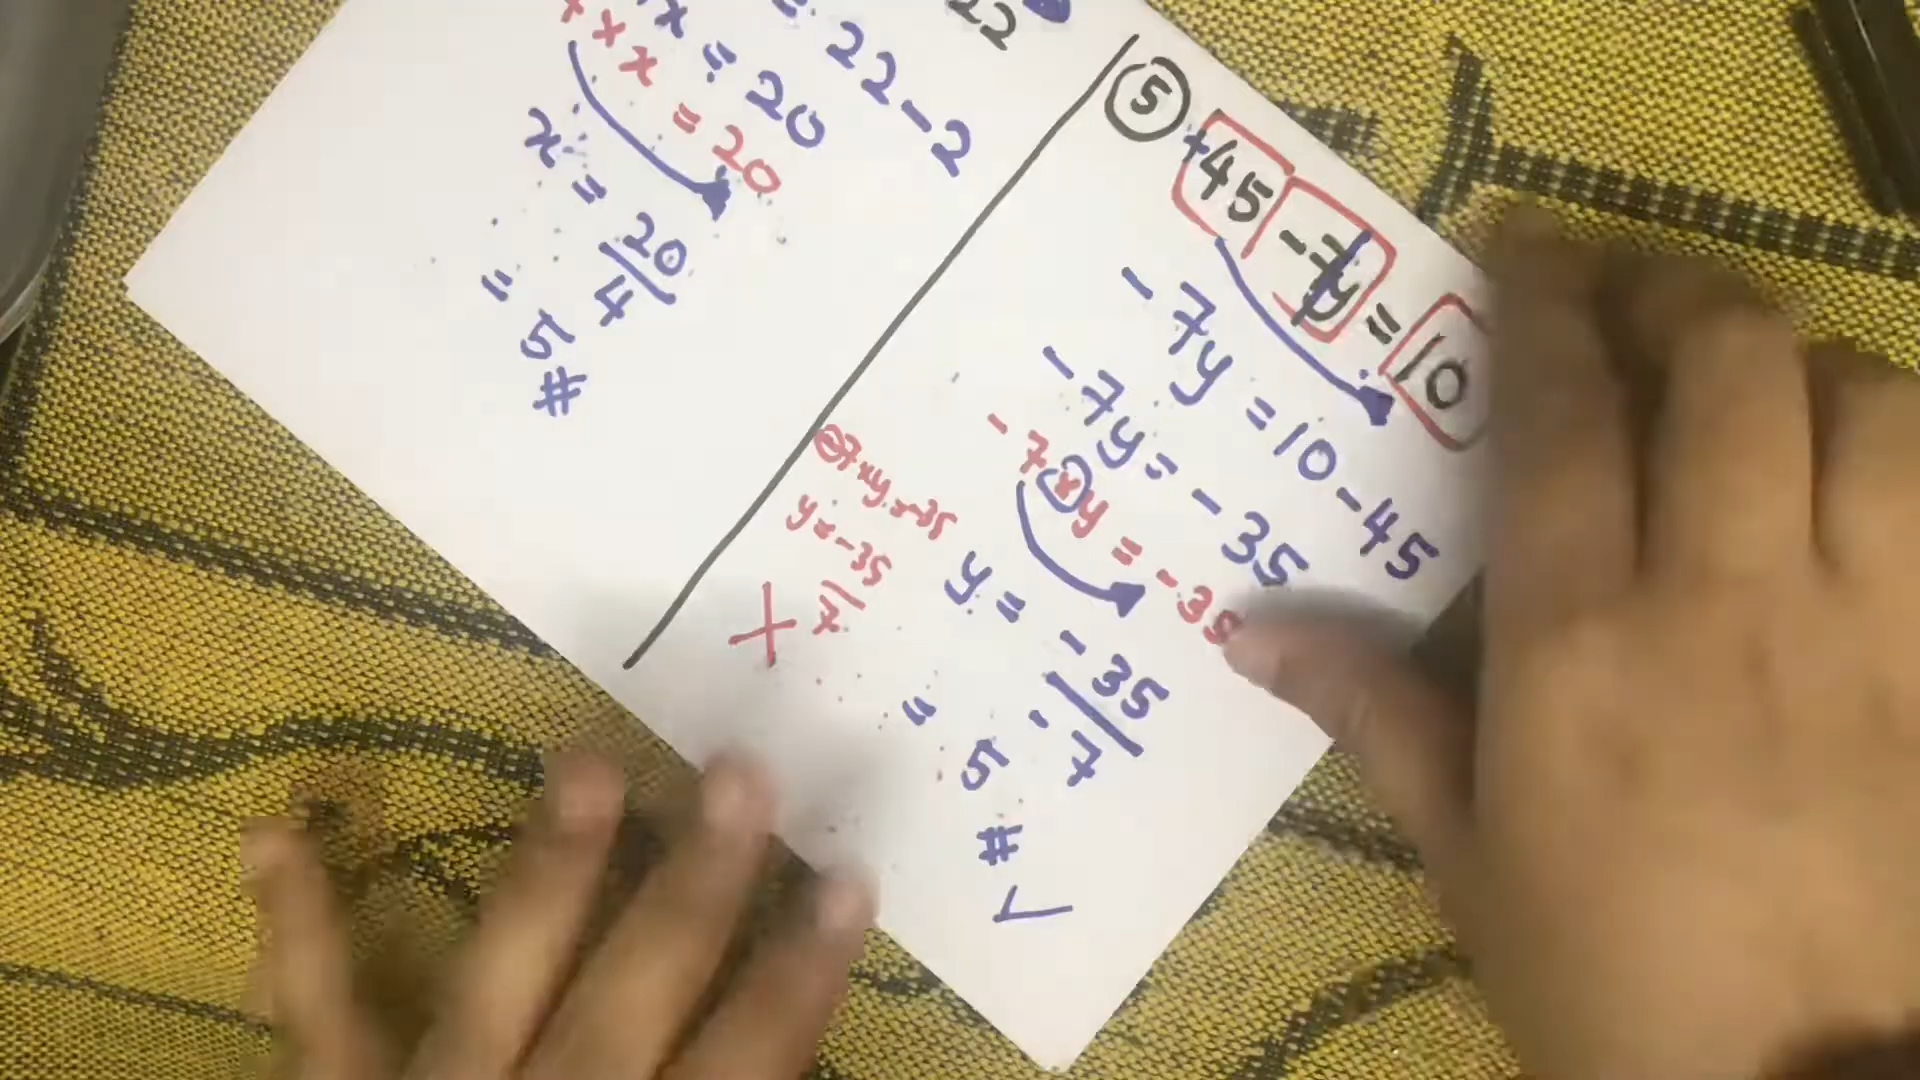 22
= 22 - 2
x = 20
x x = 20
x = 20/4
= 5 #
⑤ +45 - 7y = 10
-7y = 10 - 45
-7y = -35
-7 × y = -35
y = -35/-7
= 5 #
✓
-7 × y = -35
y = -35/7
×